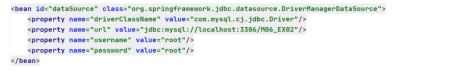 <bean id="dataSource" class="org.springframework.jdbc.datasource.DriverManagerDataSource">
<property name="driverClassName" value="com.mysql.cj.jdbc.Driver"/>
<property name="url" value="jdbc:mysql://localhost:3306/M06_EX02"/>
<property name="username" value="root"/>
<property name="password" value="root"/>
</bean>